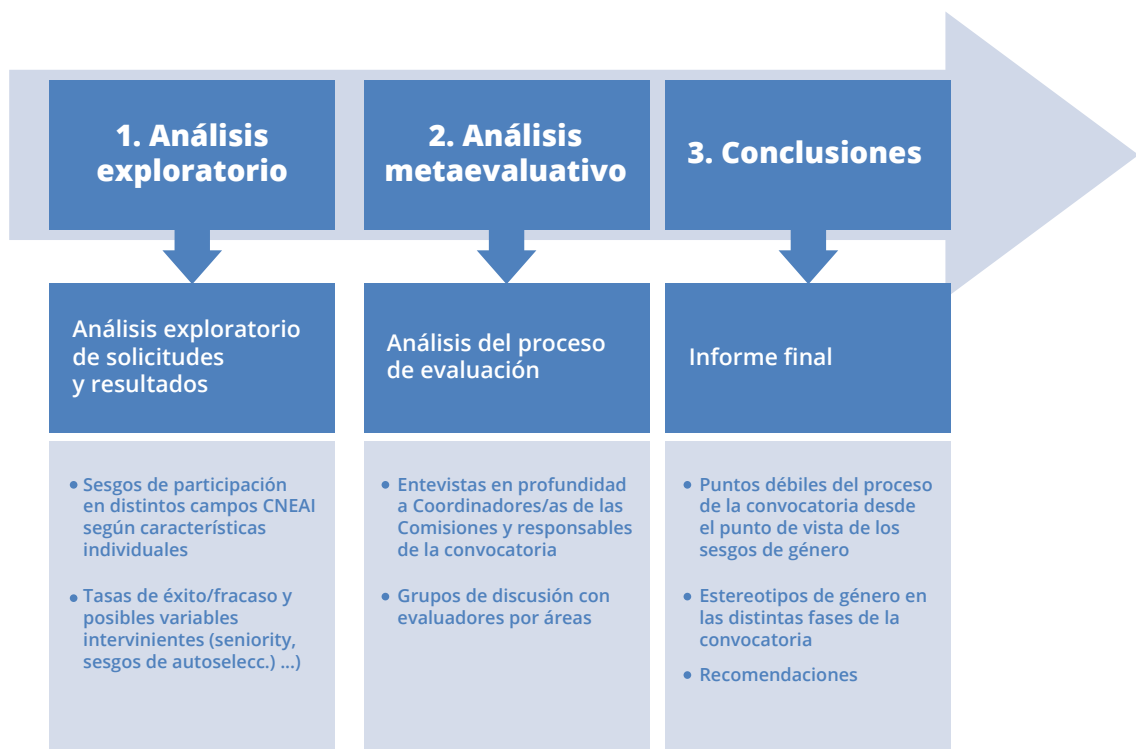 1. Análisis
exploratorio
2. Análisis
metaevaluativo
3. Conclusiones
Análisis exploratorio
de solicitudes
y resultados
Análisis del proceso
de evaluación
Informe final
• Sesgos de participación
en distintos campos CNEAI
según características
individuales
• Tasas de éxito/fracaso y
posibles variables
intervinientes (seniority,
sesgos de autoselecc.) ...)
• Entevistas en profundidad
a Coordinadores/as de las
Comisiones y responsables
de la convocatoria
• Grupos de discusión con
evaluadores por áreas
• Puntos débiles del proceso
de la convocatoria desde
el punto de vista de los
sesgos de género
• Estereotipos de género en
las distintas fases de la
convocatoria
• Recomendaciones